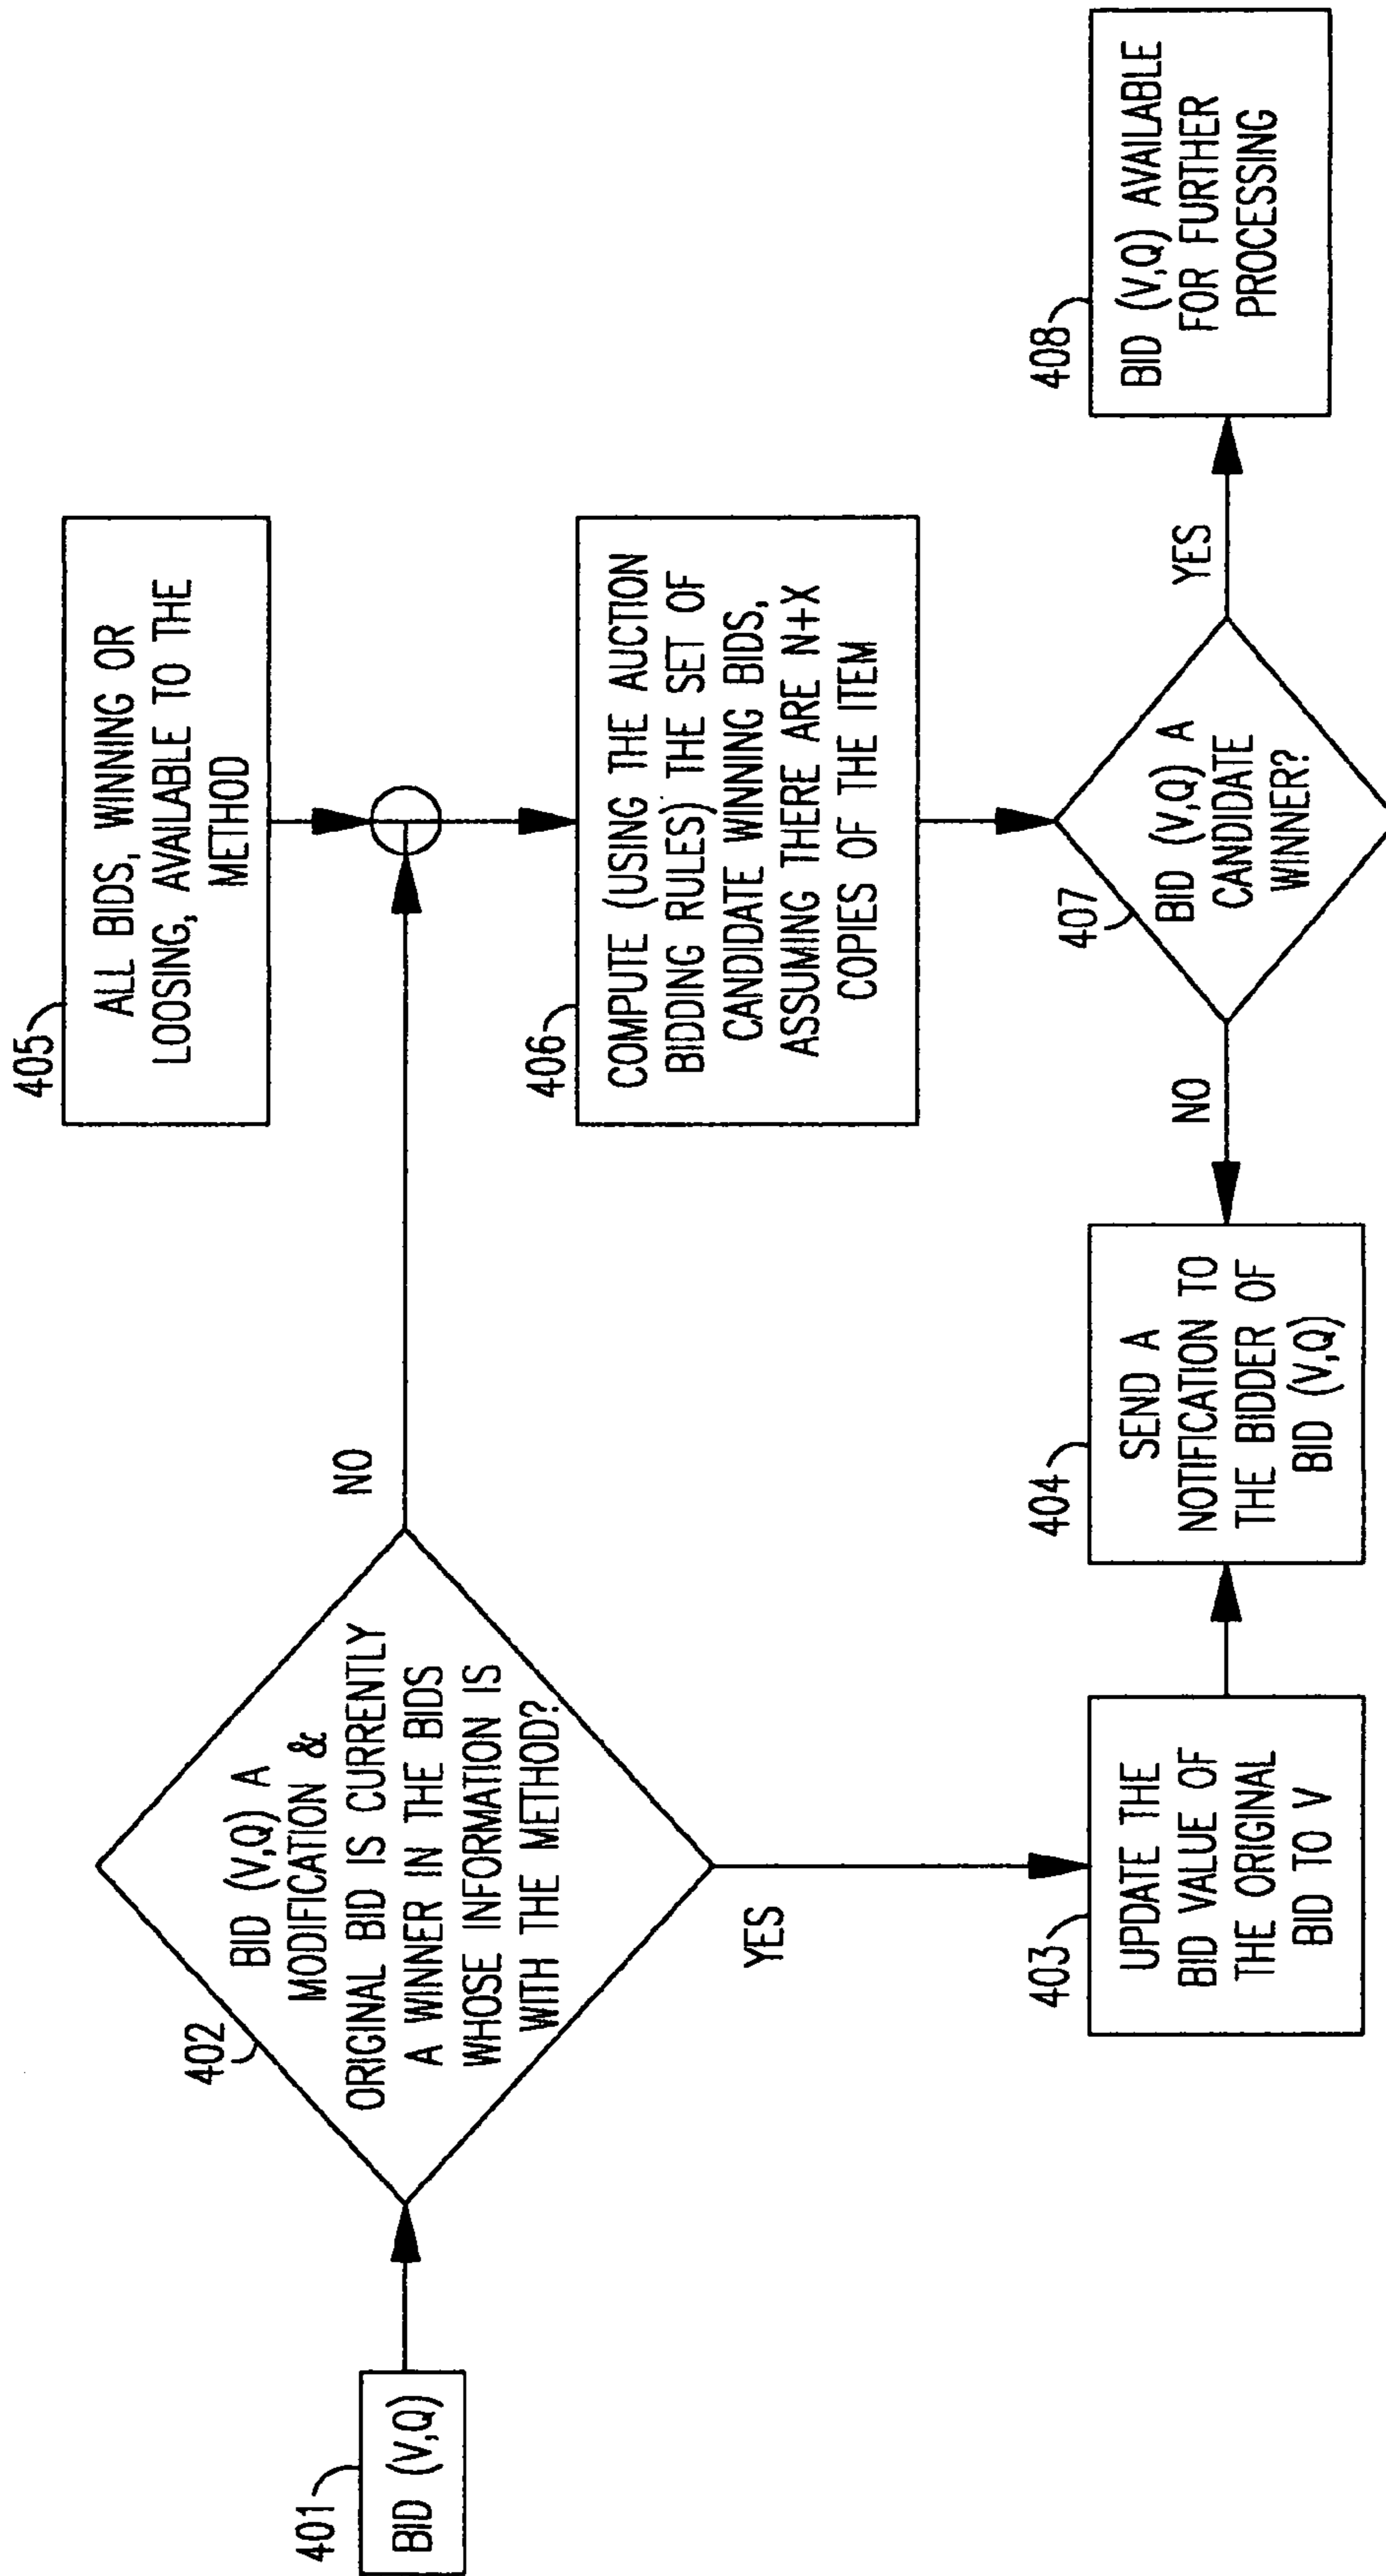 401
BID (V,Q)
402
BID (V,Q) A
MODIFICATION &
ORIGINAL BID IS CURRENTLY
A WINNER IN THE BIDS
WHOSE INFORMATION IS
WITH THE METHOD?
YES
NO
403
UPDATE THE
BID VALUE OF
THE ORIGINAL
BID TO V
404
SEND A
NOTIFICATION TO
THE BIDDER OF
BID (V,Q)
405
ALL BIDS, WINNING OR
LOOSING, AVAILABLE TO THE
METHOD
406
COMPUTE (USING THE AUCTION
BIDDING RULES) THE SET OF
CANDIDATE WINNING BIDS,
ASSUMING THERE ARE N+X
COPIES OF THE ITEM
407
BID (V,Q) A
CANDIDATE
WINNER?
NO
YES
408
BID (V,Q) AVAILABLE
FOR FURTHER
PROCESSING